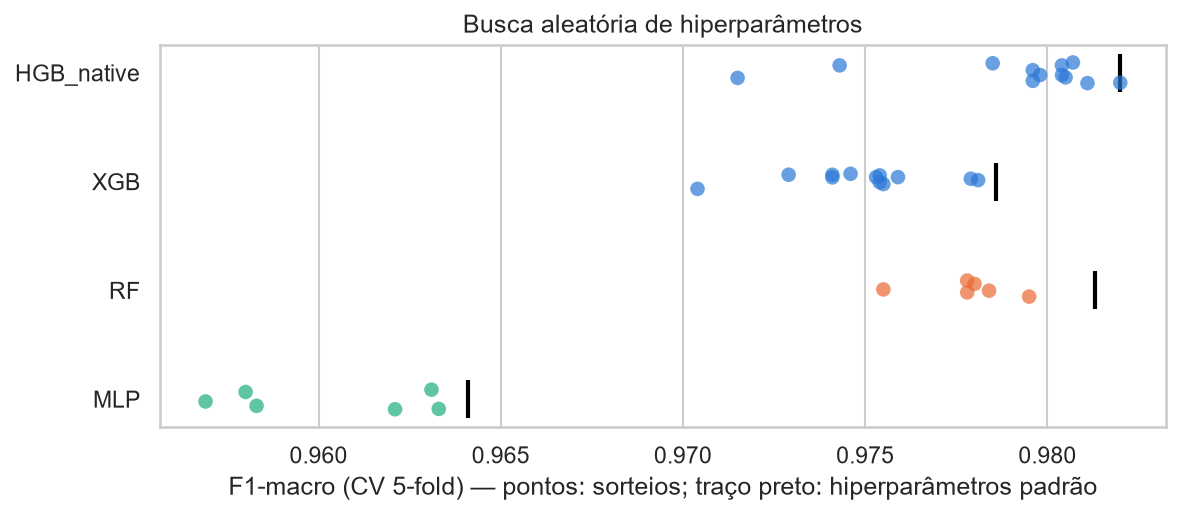 Busca aleatória de hiperparâmetros
HGB_native
XGB
RF
MLP
0.960 0.965 0.970 0.975 0.980
F1-macro (CV 5-fold) — pontos: sorteios; traço preto: hiperparâmetros padrão